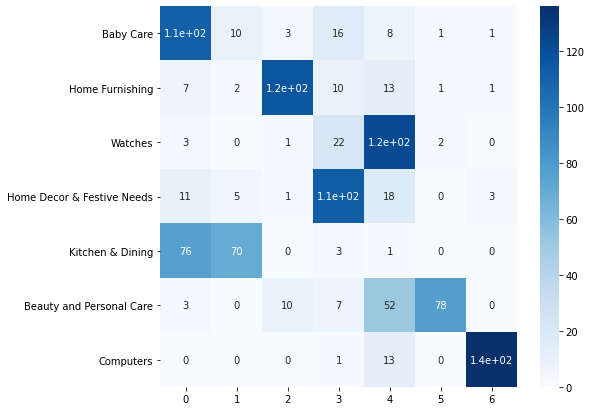 Baby Care 1.1e+02 10 3 16 8 1 1
Home Furnishing 7 2 1.2e+02 10 13 1 1
Watches 3 0 1 22 1.2e+02 2 0
Home Decor & Festive Needs 11 5 1 1.1e+02 18 0 3
Kitchen & Dining 76 70 0 3 1 0 0
Beauty and Personal Care 3 0 10 7 52 78 0
Computers 0 0 0 1 13 0 1.4e+02
0 1 2 3 4 5 6
120
100
80
60
40
20
0